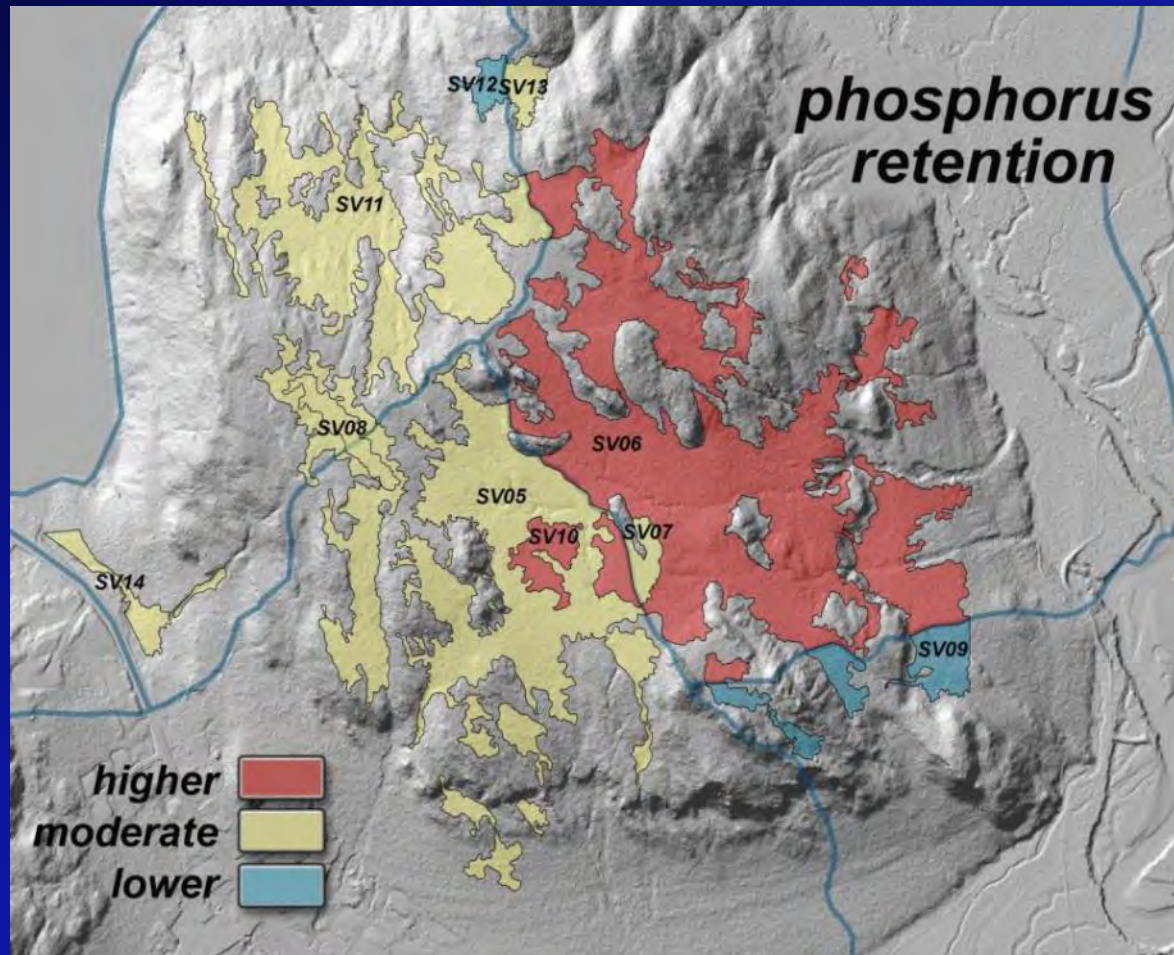 phosphorus
retention
SV12
SV13
SV11
SV08
SV06
SV05
SV10
SV07
SV14
SV09
higher
moderate
lower